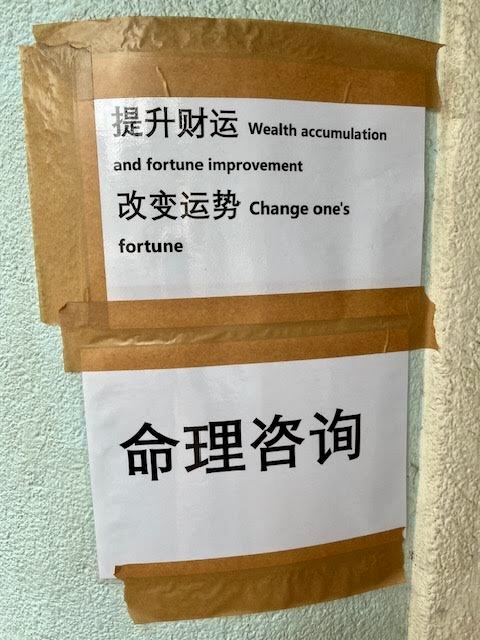 提升财运 Wealth accumulation
and fortune improvement
改变运势 Change one's
fortune
命理咨询